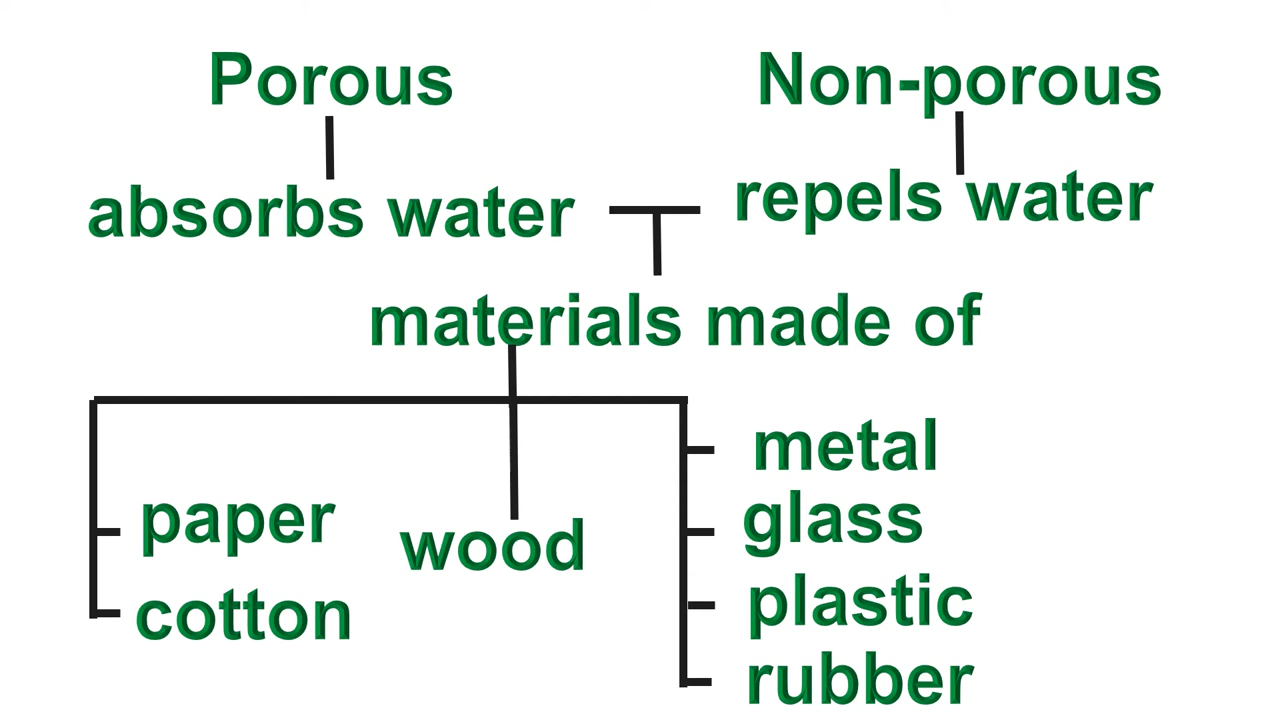 Porous
Non-porous
absorbs water
repels water
materials made of
paper
cotton
wood
metal
glass
plastic
rubber